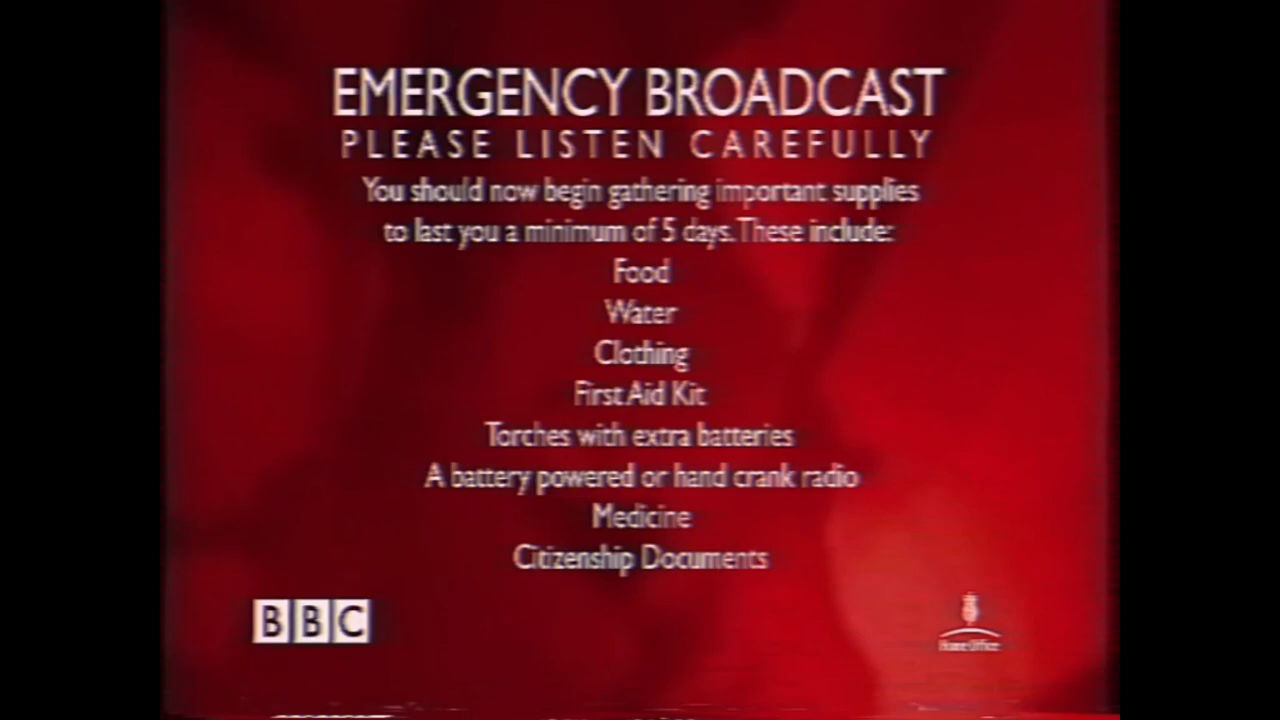 EMERGENCY BROADCAST
PLEASE LISTEN CAREFULLY
You should now begin gathering important supplies
to last you a minimum of 5 days. These include:
Food
Water
Clothing
First Aid Kit
Torches with extra batteries
A battery powered or hand crank radio
Medicine
Citizenship Documents
BBC
Home Office